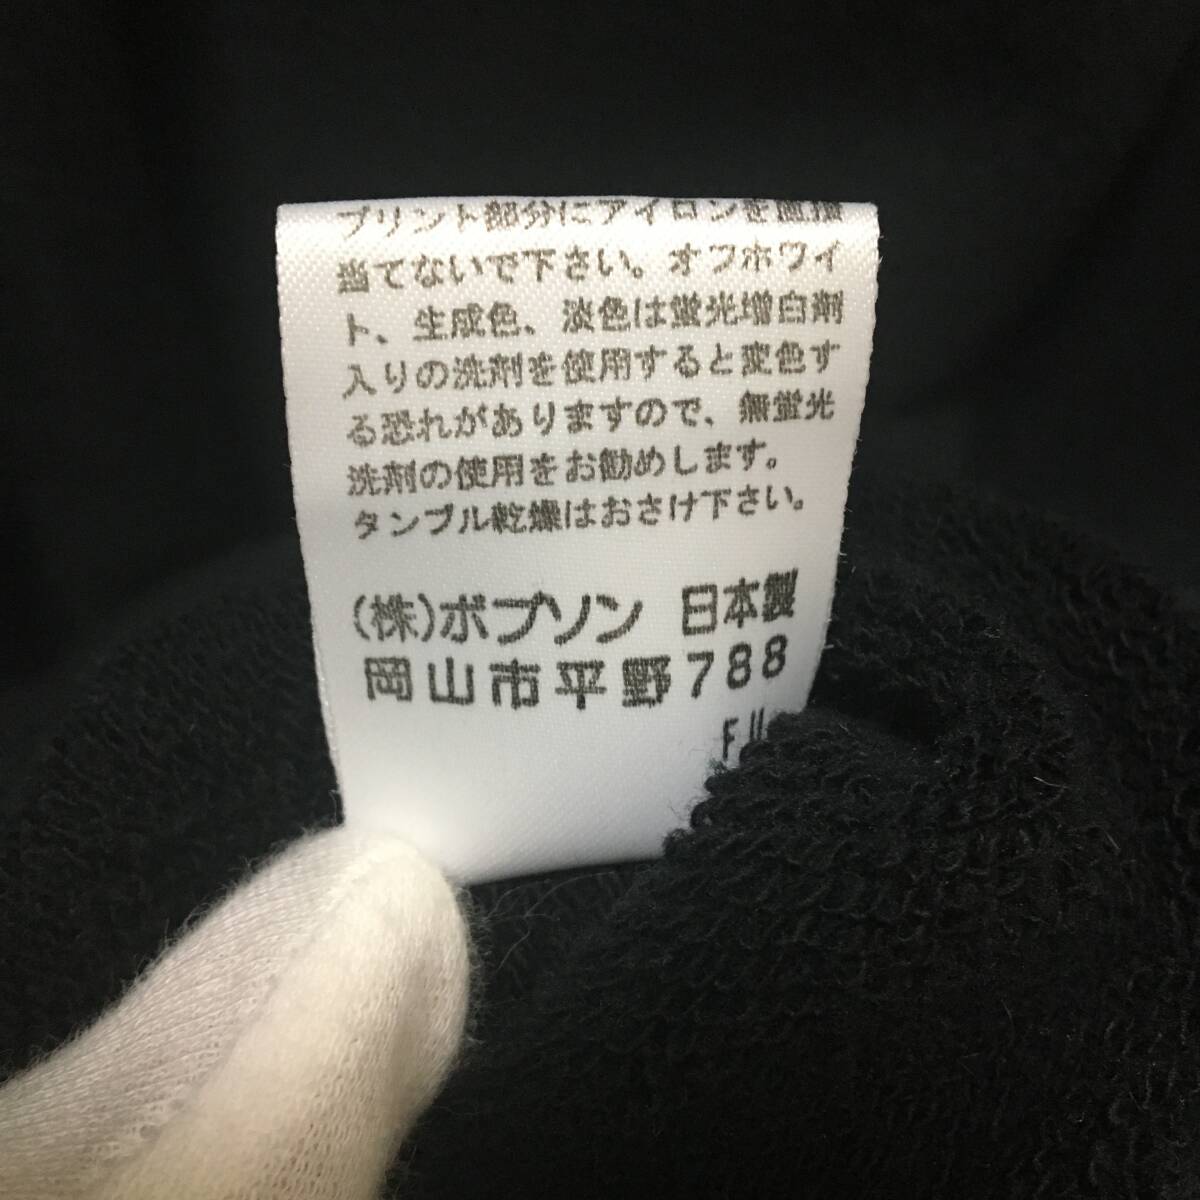 プリント部分にアイロンを直接
当てないで下さい。オフホワイ
ト、生成色、淡色は蛍光増白剤
入りの洗剤を使用すると変色す
る恐れがありますので、無蛍光
洗剤の使用をお勧めします。
タンブル乾燥はおさけ下さい。
(株)ボブソン 日本製
岡山市平野788